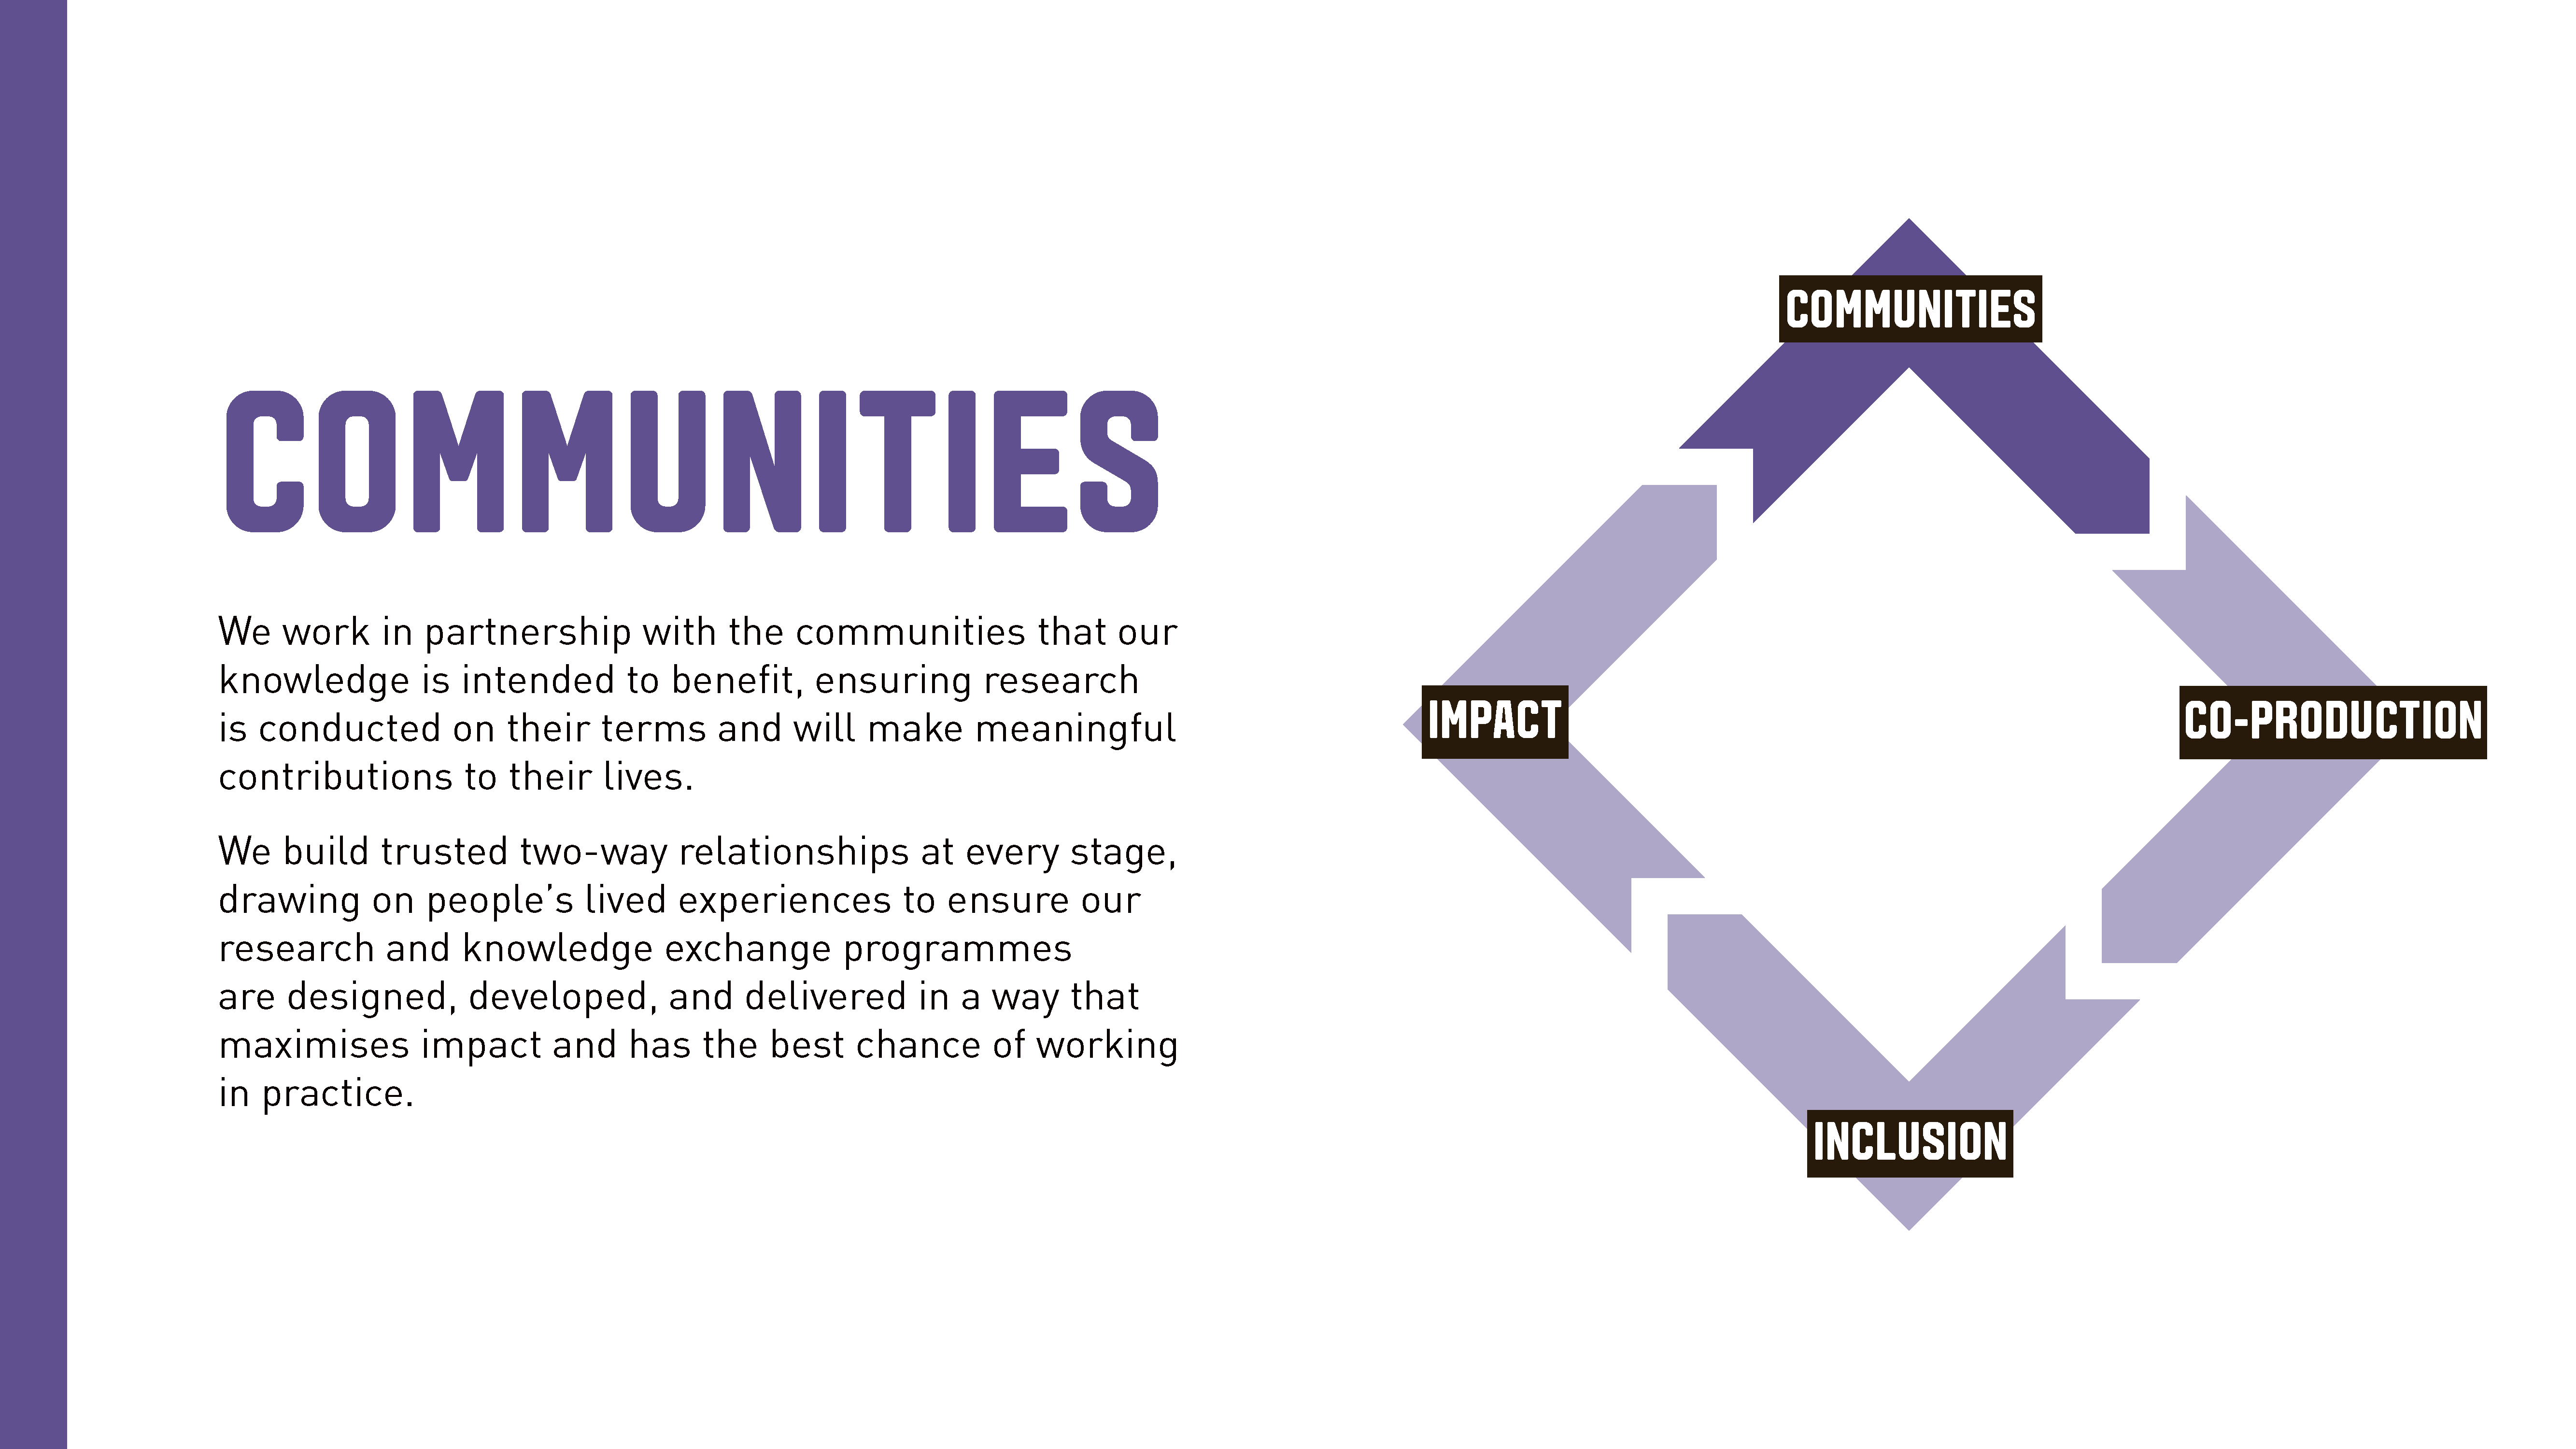 COMMUNITIES
We work in partnership with the communities that our
knowledge is intended to benefit, ensuring research
is conducted on their terms and will make meaningful
contributions to their lives.
We build trusted two-way relationships at every stage,
drawing on people’s lived experiences to ensure our
research and knowledge exchange programmes
are designed, developed, and delivered in a way that
maximises impact and has the best chance of working
in practice.
COMMUNITIES
IMPACT
CO-PRODUCTION
INCLUSION